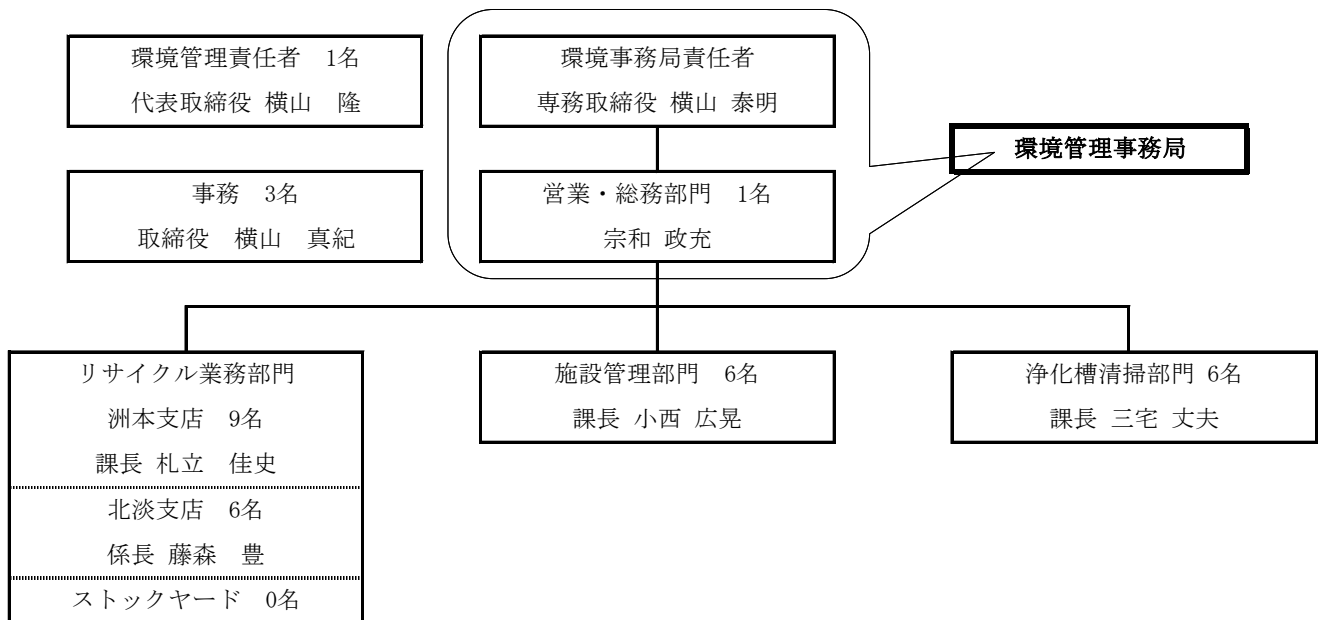 環境管理責任者　1名
代表取締役 横山　隆
環境事務局責任者
専務取締役 横山 泰明
環境管理事務局
事務　3名
取締役　横山　真紀
営業・総務部門　1名
宗和 政充
リサイクル業務部門
洲本支店　9名
課長 札立　佳史
北淡支店　6名
係長 藤森　豊
ストックヤード　0名
施設管理部門　6名
課長 小西 広晃
浄化槽清掃部門 6名
課長 三宅 丈夫